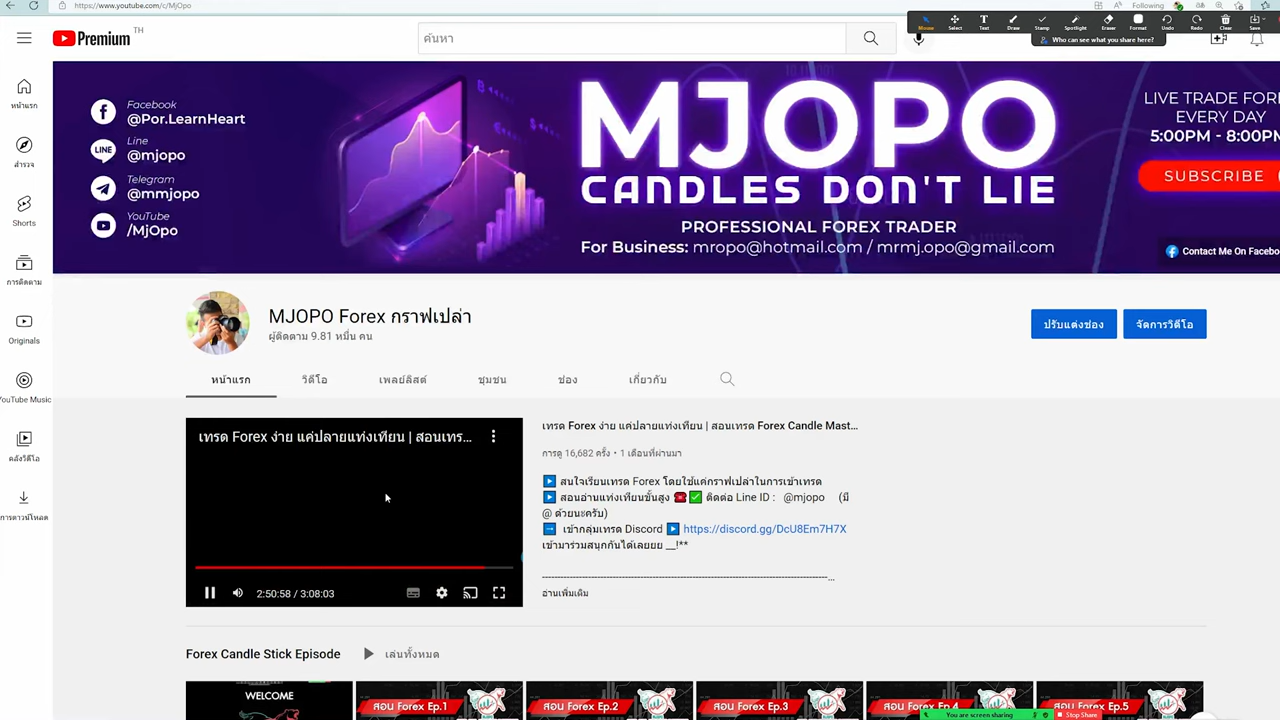 https://www.youtube.com/c/MjOpo
Following
Mouse Select Text Draw Stamp Spotlight Eraser Format Undo Redo Clear Save
Who can see what you share here?
Premium TH
ค้นหา
หน้าแรก
สำรวจ
Shorts
การติดตาม
Originals
YouTube Music
คลังวิดีโอ
การดาวน์โหลด
Facebook
@Por.LearnHeart
Line
LINE
@mjopo
Telegram
@mmjopo
YouTube
/MjOpo
MJOPO
CANDLES DON'T LIE
PROFESSIONAL FOREX TRADER
For Business: mropo@hotmail.com / mrmj.opo@gmail.com
LIVE TRADE FOR
EVERY DAY
5:00PM - 8:00P
SUBSCRIBE
Contact Me On Facebo
MJOPO Forex กราฟเปล่า
ผู้ติดตาม 9.81 หมื่น คน
ปรับแต่งช่อง
จัดการวิดีโอ
หน้าแรก วิดีโอ เพลย์ลิสต์ ชุมชน ช่อง เกี่ยวกับ
เทรด Forex ง่าย แค่ปลายแท่งเทียน | สอนเทร...
2:50:58 / 3:08:03
เทรด Forex ง่าย แค่ปลายแท่งเทียน | สอนเทรด Forex Candle Mast...
การดู 16,682 ครั้ง • 1 เดือนที่ผ่านมา
สนใจเรียนเทรด Forex โดยใช้แค่กราฟเปล่าในการเข้าเทรด
สอนอ่านแท่งเทียนขั้นสูง ☎️✅ ติดต่อ Line ID : @mjopo (มี
@ ด้วยนะครับ)
เข้ากลุ่มเทรด Discord ▶️ https://discord.gg/DcU8Em7H7X
เข้ามาร่วมสนุกกันได้เลยยย __!**
----------------------------------------------------------------------------------...
อ่านเพิ่มเติม
Forex Candle Stick Episode
เล่นทั้งหมด
WELCOME
สอน Forex Ep.1
สอน Forex Ep.2
สอน Forex Ep.3
สอน Forex Ep.4
สอน Forex Ep.5
You are screen sharing
Stop Share